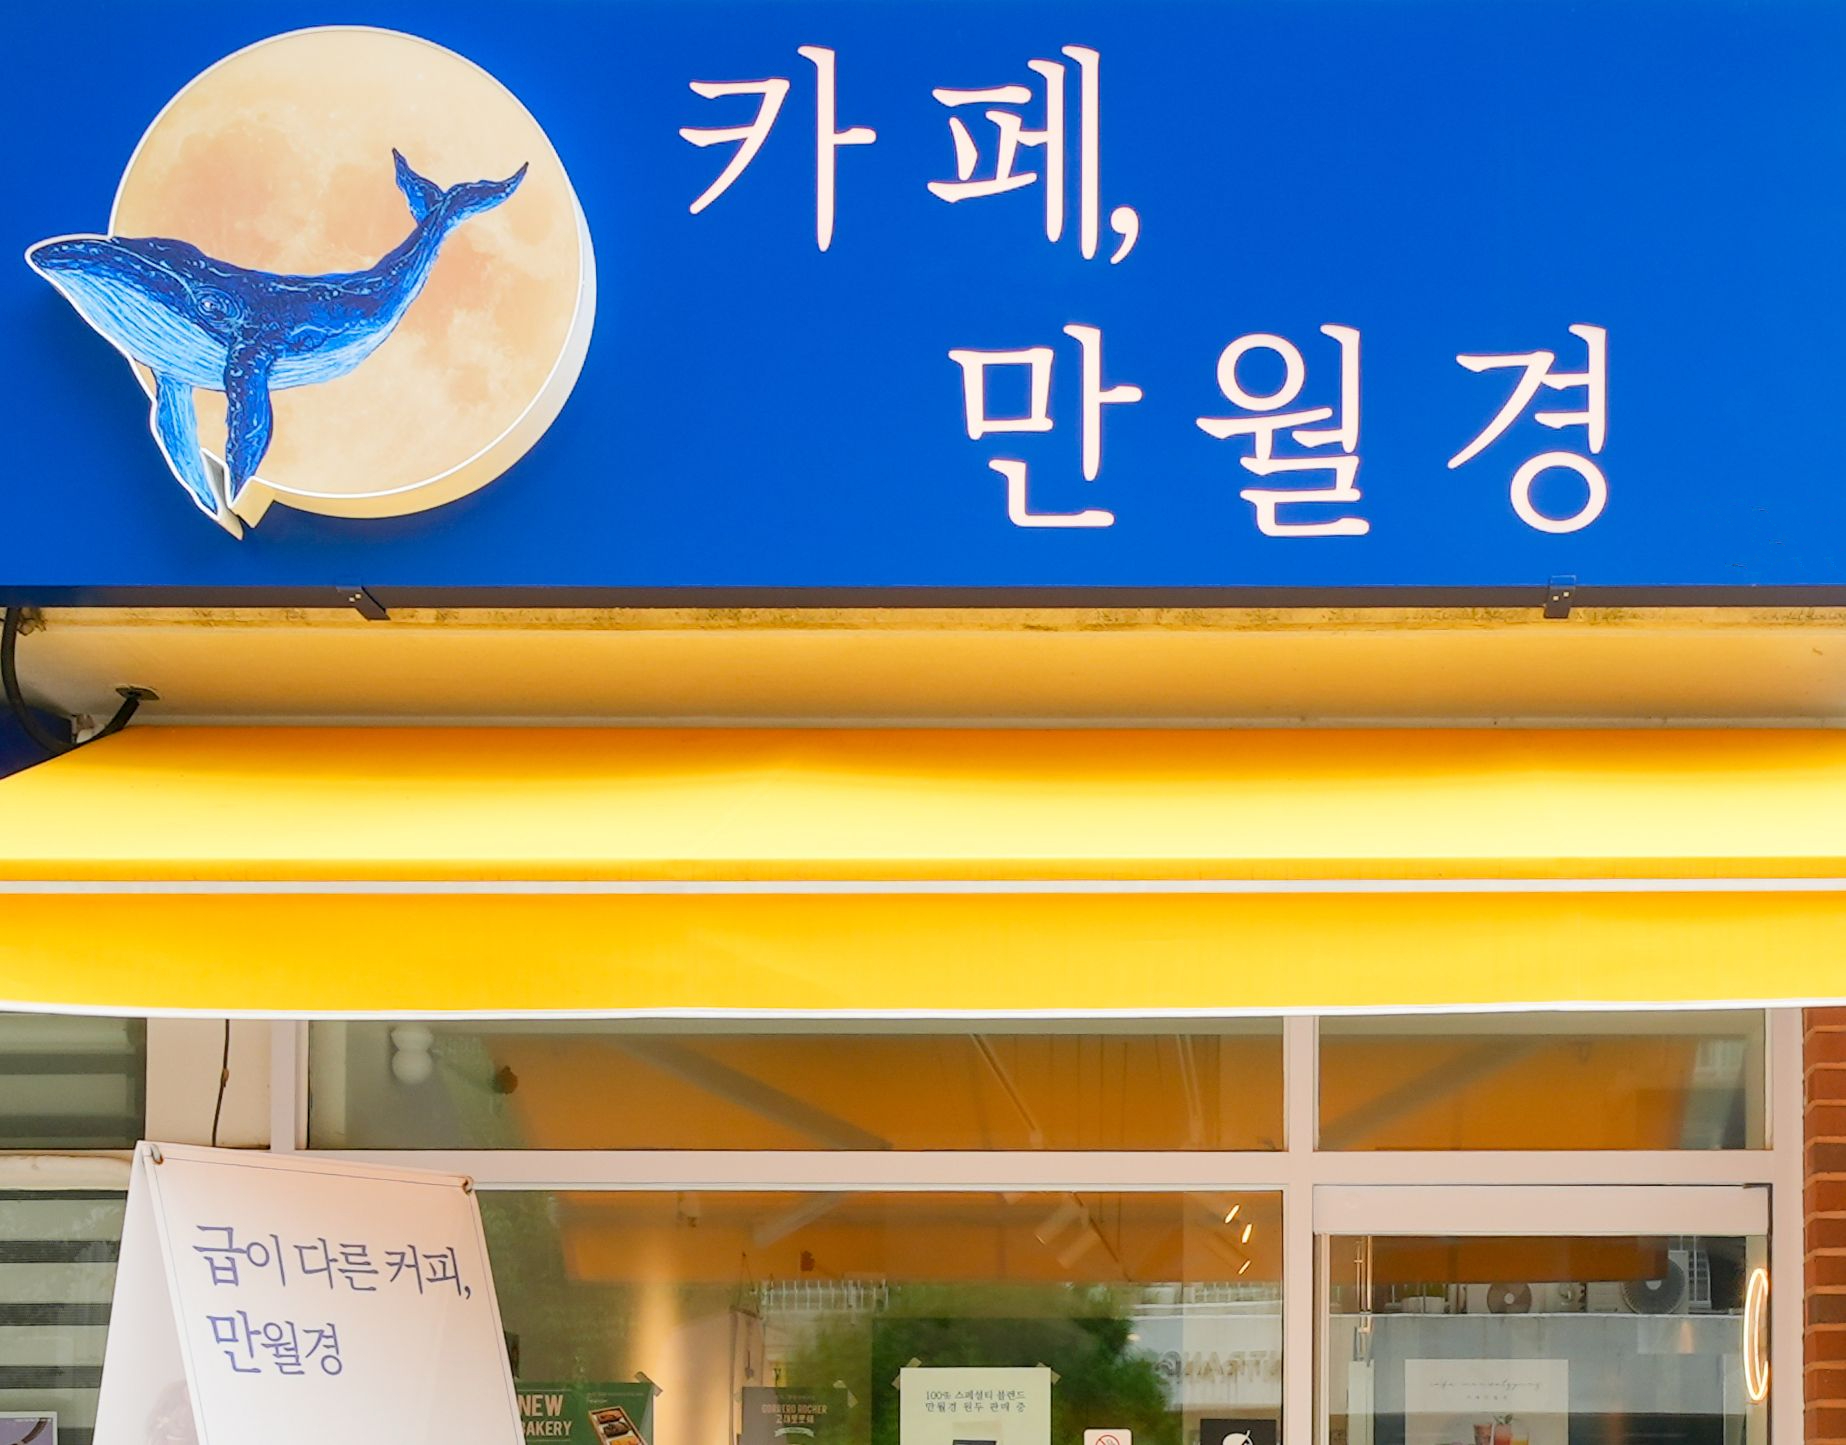 카페,
만월경
급이 다른 커피,
만월경
NEW
BAKERY
100% 스페셜티 블렌드
만월경 원두 판매 중